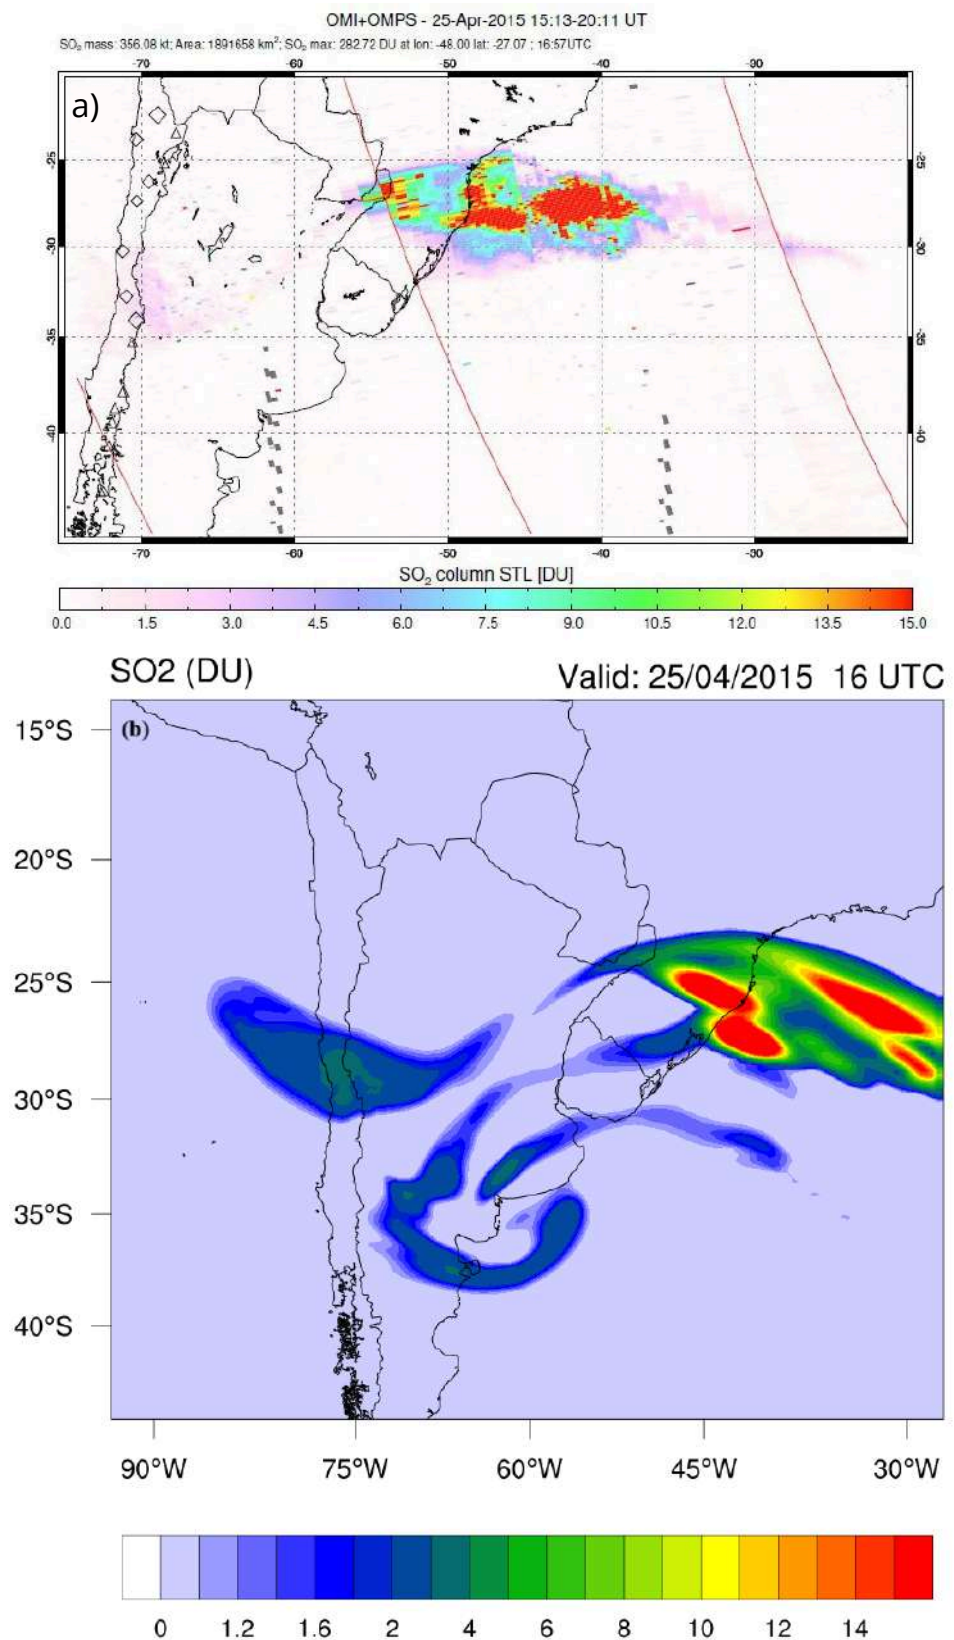 OMI+OMPS - 25-Apr-2015 15:13-20:11 UT
SO₂ mass: 356.08 kt; Area: 1891658 km²; SO₂ max: 282.72 DU at lon: -48.00 lat: -27.07 ; 16:57UTC
-70 -60 -50 -40 -30
a)
-25 -25
-30 -30
-35 -35
-40 -40
-70 -60 -50 -40 -30
SO₂ column STL [DU]
0.0 1.5 3.0 4.5 6.0 7.5 9.0 10.5 12.0 13.5 15.0
SO2 (DU) Valid: 25/04/2015 16 UTC
(b)
15°S
20°S
25°S
30°S
35°S
40°S
90°W 75°W 60°W 45°W 30°W
0 1.2 1.6 2 4 6 8 10 12 14